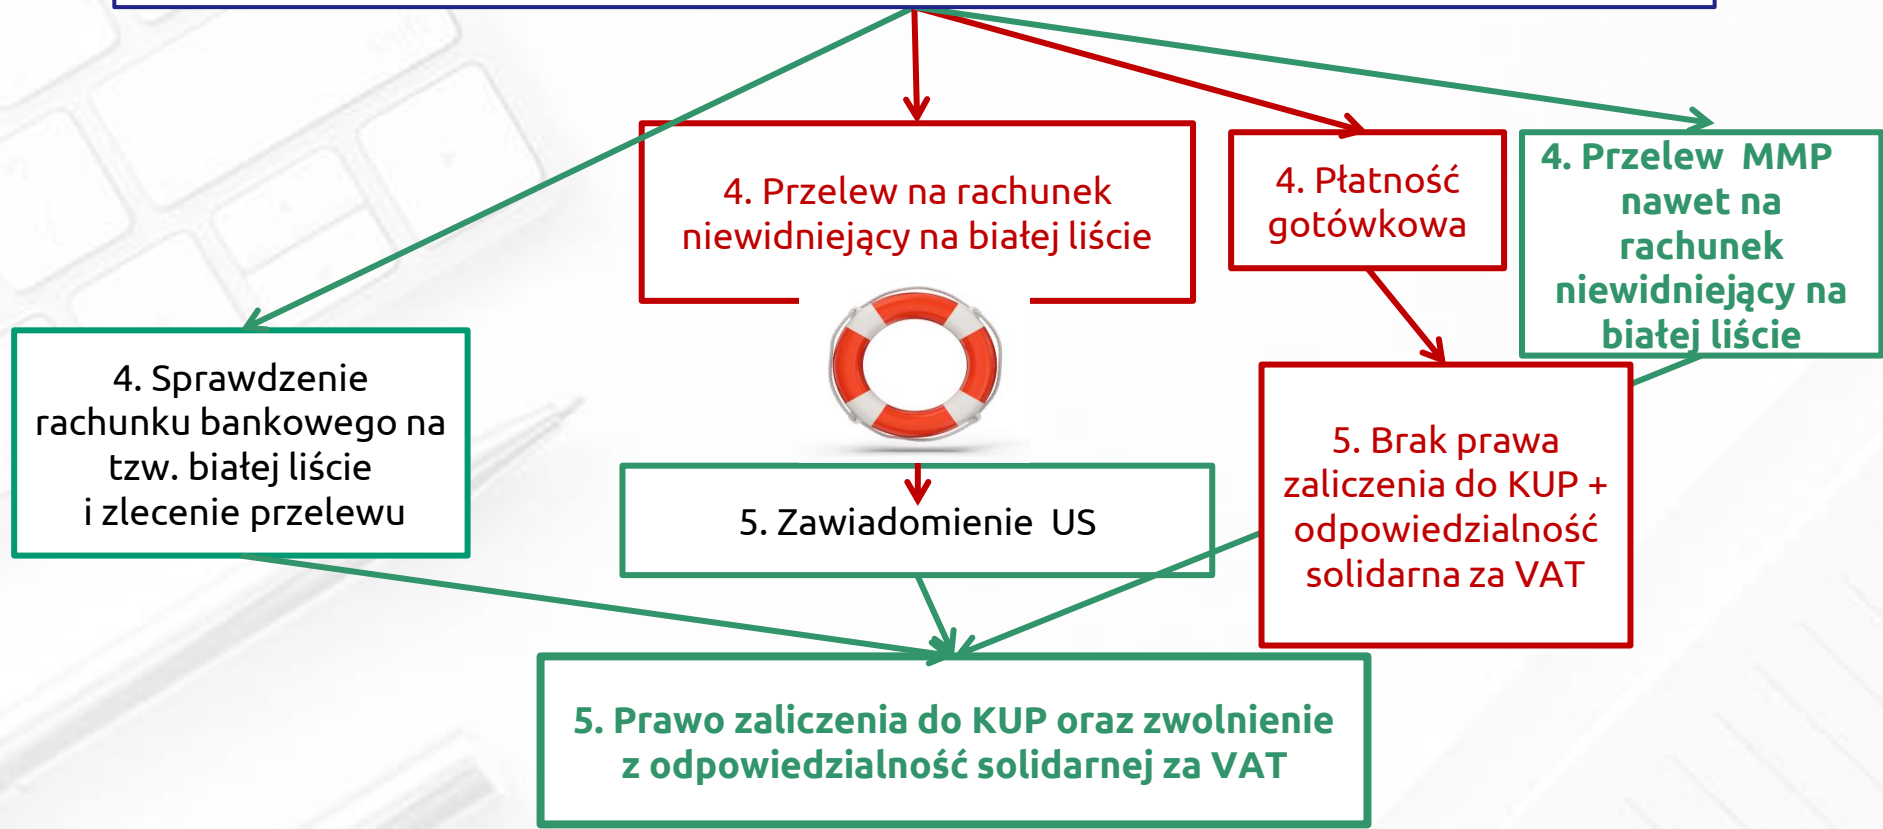 4. Przelew na rachunek
niewidniejący na białej liście
4. Płatność
gotówkowa
4. Przelew MMP
nawet na
rachunek
niewidniejący na
białej liście
4. Sprawdzenie
rachunku bankowego na
tzw. białej liście
i zlecenie przelewu
5. Zawiadomienie US
5. Brak prawa
zaliczenia do KUP +
odpowiedzialność
solidarna za VAT
5. Prawo zaliczenia do KUP oraz zwolnienie
z odpowiedzialność solidarnej za VAT